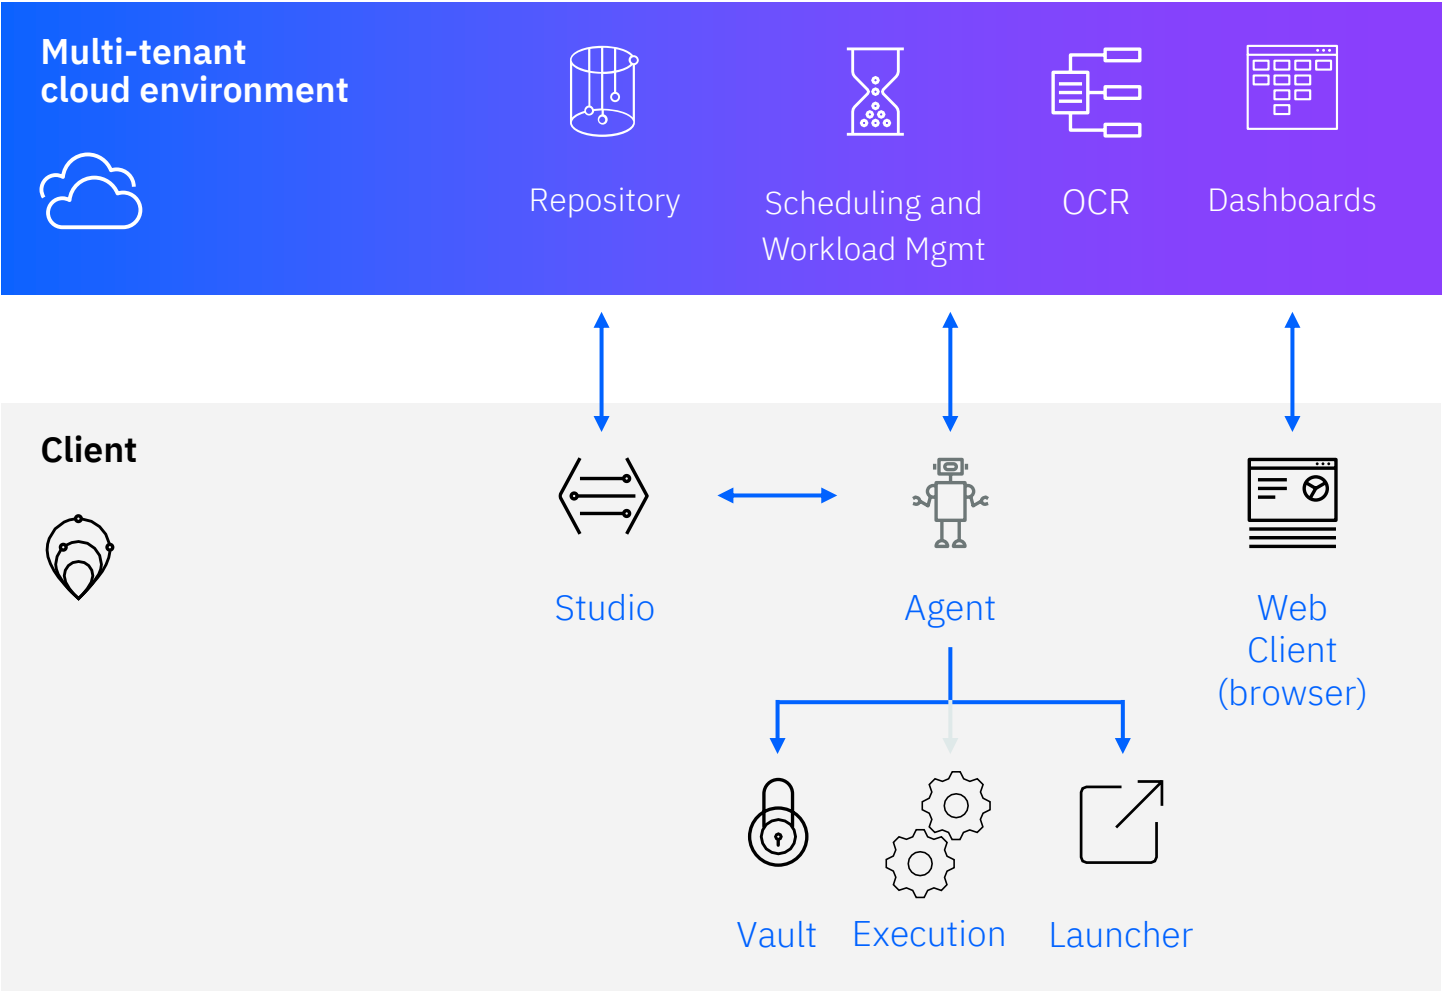 Multi-tenant
cloud environment
Repository
Scheduling and
Workload Mgmt
OCR
Dashboards
Client
Studio
Agent
Web
Client
(browser)
Vault
Execution
Launcher